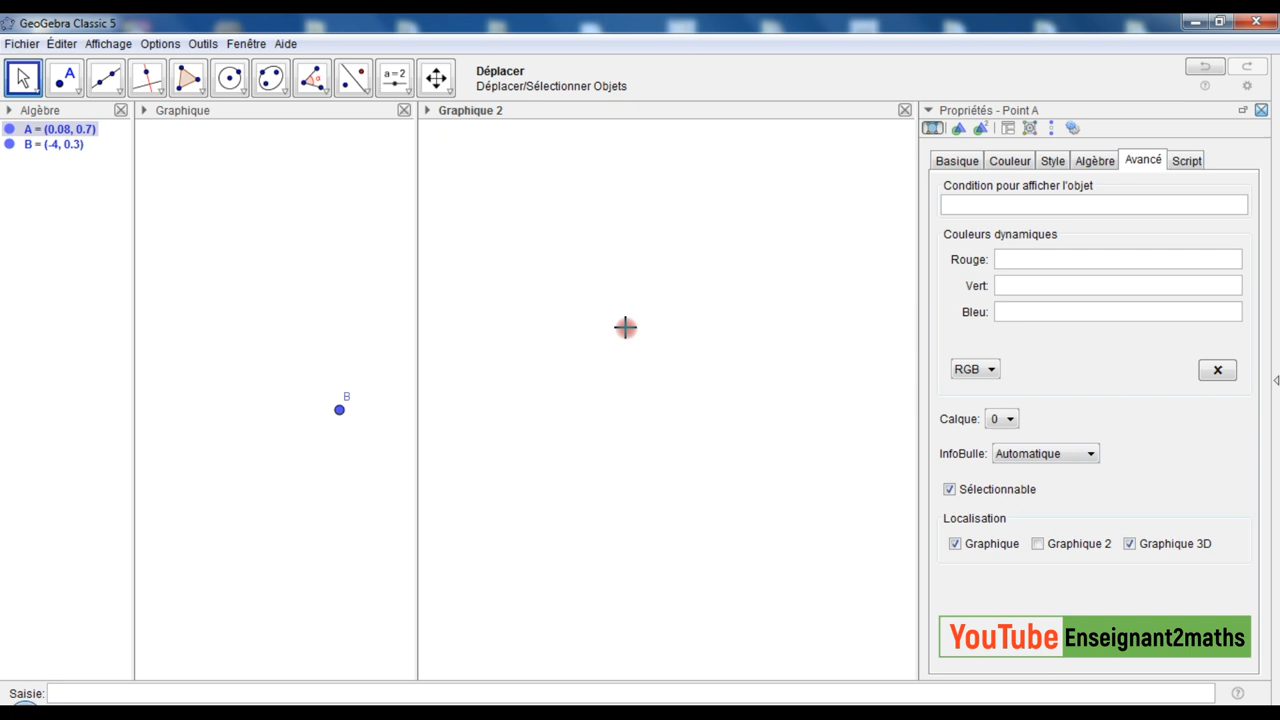 GeoGebra Classic 5
Fichier Éditer Affichage Options Outils Fenêtre Aide
A
α
a = 2
Déplacer
Déplacer/Sélectionner Objets
Algèbre
Graphique
Graphique 2
Propriétés - Point A
A = (0.08, 0.7)
B = (-4, 0.3)
B
Basique Couleur Style Algèbre Avancé Script
Condition pour afficher l'objet
Couleurs dynamiques
Rouge:
Vert:
Bleu:
RGB
x
Calque: 0
InfoBulle: Automatique
Sélectionnable
Localisation
Graphique Graphique 2 Graphique 3D
YouTube Enseignant2maths
Saisie: